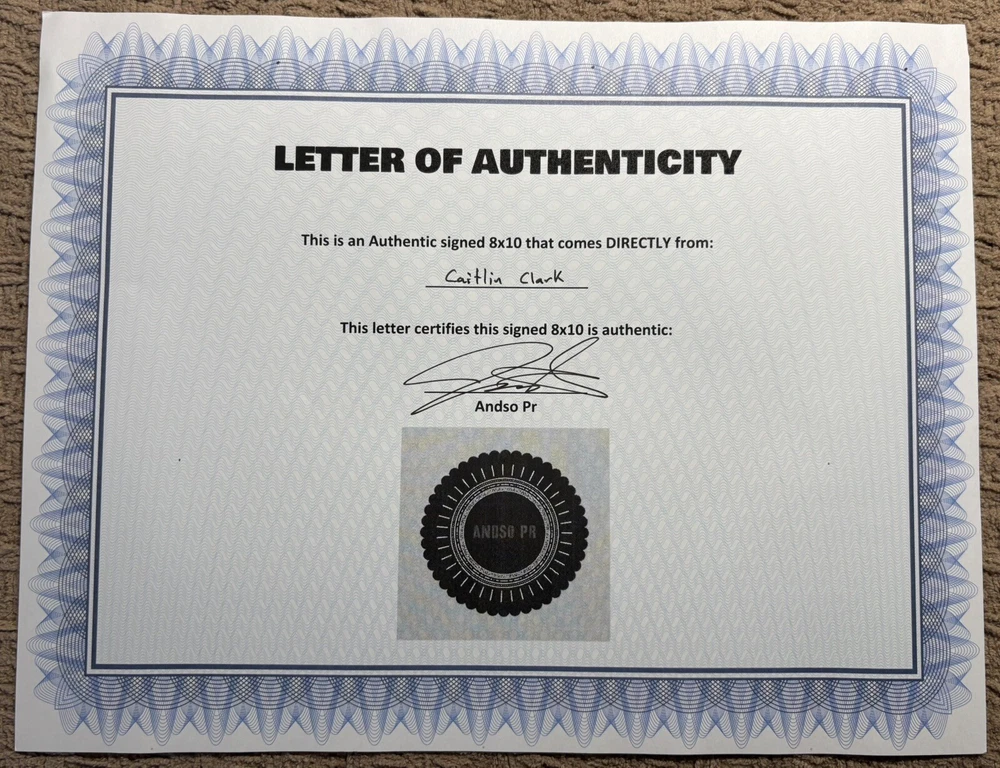 LETTER OF AUTHENTICITY
This is an Authentic signed 8x10 that comes DIRECTLY from:
Caitlin Clark
This letter certifies this signed 8x10 is authentic:
Andso Pr
ANDSO PR